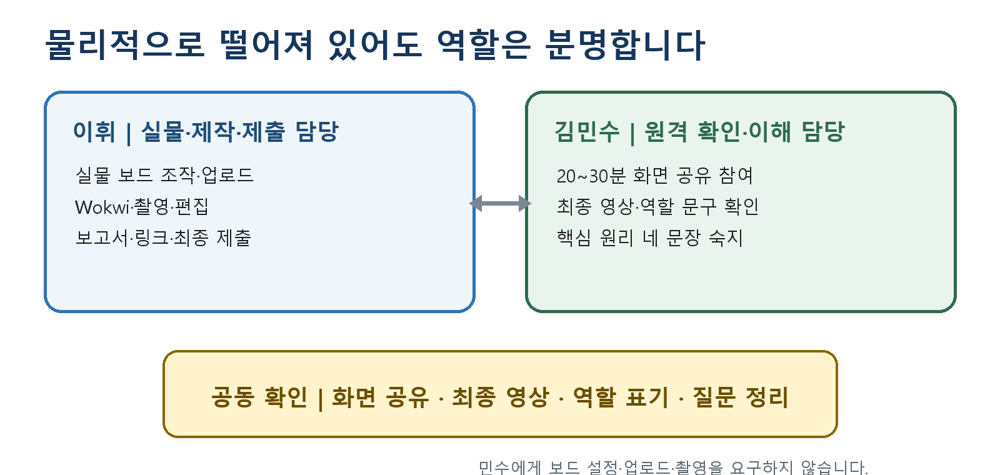 물리적으로 떨어져 있어도 역할은 분명합니다
이휘 | 실물·제작·제출 담당
실물 보드 조작·업로드
Wokwi·촬영·편집
보고서·링크·최종 제출
김민수 | 원격 확인·이해 담당
20~30분 화면 공유 참여
최종 영상·역할 문구 확인
핵심 원리 네 문장 숙지
공동 확인 | 화면 공유 · 최종 영상 · 역할 표기 · 질문 정리
민수에게 보드 설정·업로드·촬영을 요구하지 않습니다.